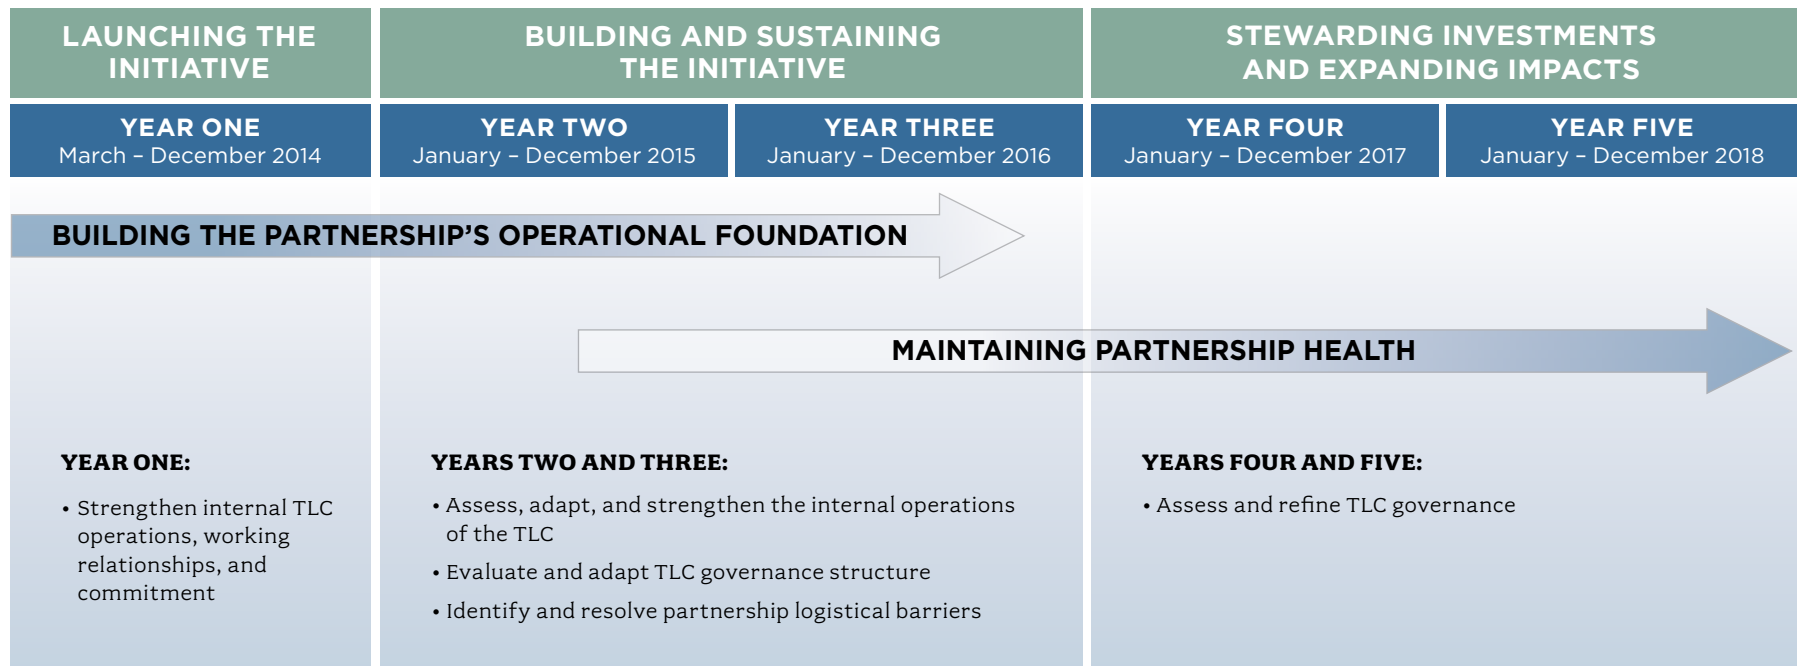 LAUNCHING THE
INITIATIVE
BUILDING AND SUSTAINING
THE INITIATIVE
STEWARDING INVESTMENTS
AND EXPANDING IMPACTS
YEAR ONE
March – December 2014
YEAR TWO
January – December 2015
YEAR THREE
January – December 2016
YEAR FOUR
January – December 2017
YEAR FIVE
January – December 2018
BUILDING THE PARTNERSHIP’S OPERATIONAL FOUNDATION
MAINTAINING PARTNERSHIP HEALTH
YEAR ONE:
• Strengthen internal TLC
operations, working
relationships, and
commitment
YEARS TWO AND THREE:
• Assess, adapt, and strengthen the internal operations
of the TLC
• Evaluate and adapt TLC governance structure
• Identify and resolve partnership logistical barriers
YEARS FOUR AND FIVE:
• Assess and refine TLC governance